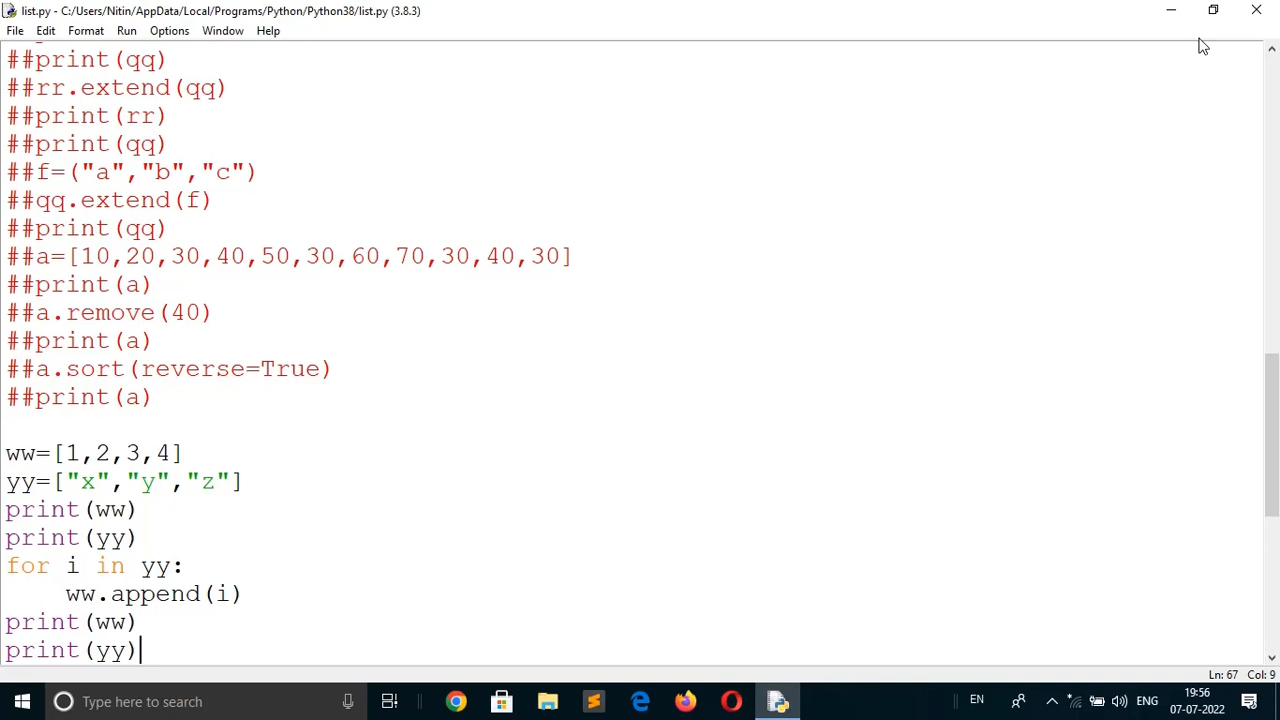 list.py - C:/Users/Nitin/AppData/Local/Programs/Python/Python38/list.py (3.8.3)
File Edit Format Run Options Window Help
##print(qq)
##rr.extend(qq)
##print(rr)
##print(qq)
##f=("a","b","c")
##qq.extend(f)
##print(qq)
##a=[10,20,30,40,50,30,60,70,30,40,30]
##print(a)
##a.remove(40)
##print(a)
##a.sort(reverse=True)
##print(a)
ww=[1,2,3,4]
yy=["x","y","z"]
print(ww)
print(yy)
for i in yy:
    ww.append(i)
print(ww)
print(yy)
Ln: 67 Col: 9
Type here to search
EN
ENG
19:56
07-07-2022